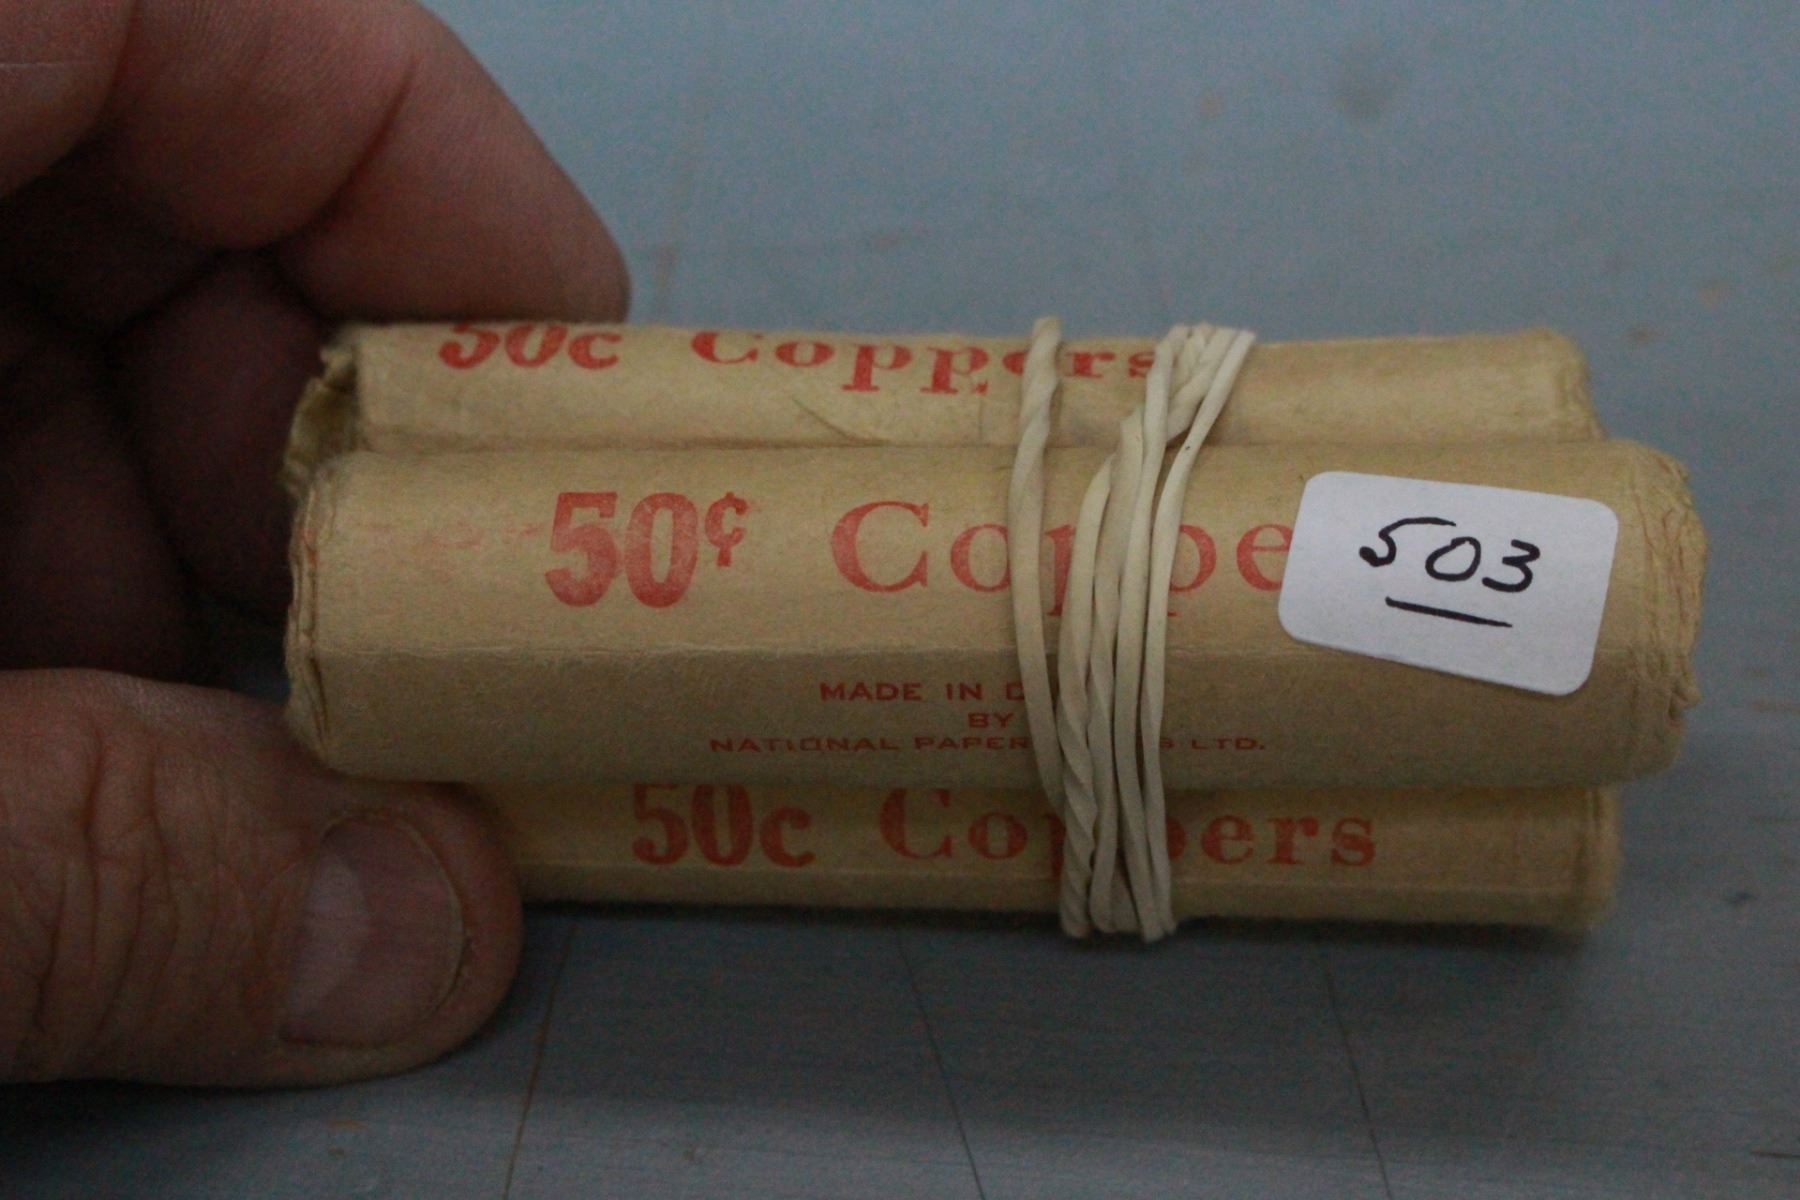 50c Coppers
50¢ Coppe
503
MADE IN
BY
NATIONAL PAPER LTD.
50c Coppers